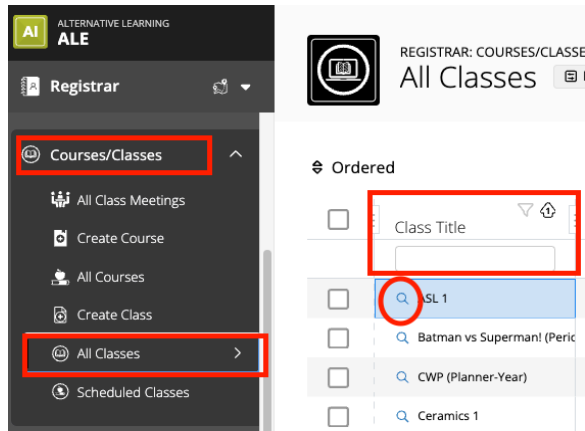 AI
ALTERNATIVE LEARNING
ALE
Registrar
Courses/Classes
All Class Meetings
Create Course
All Courses
Create Class
All Classes
Scheduled Classes
REGISTRAR: COURSES/CLASSE
All Classes
Ordered
1
Class Title
ASL 1
Batman vs Superman! (Peric
CWP (Planner-Year)
Ceramics 1